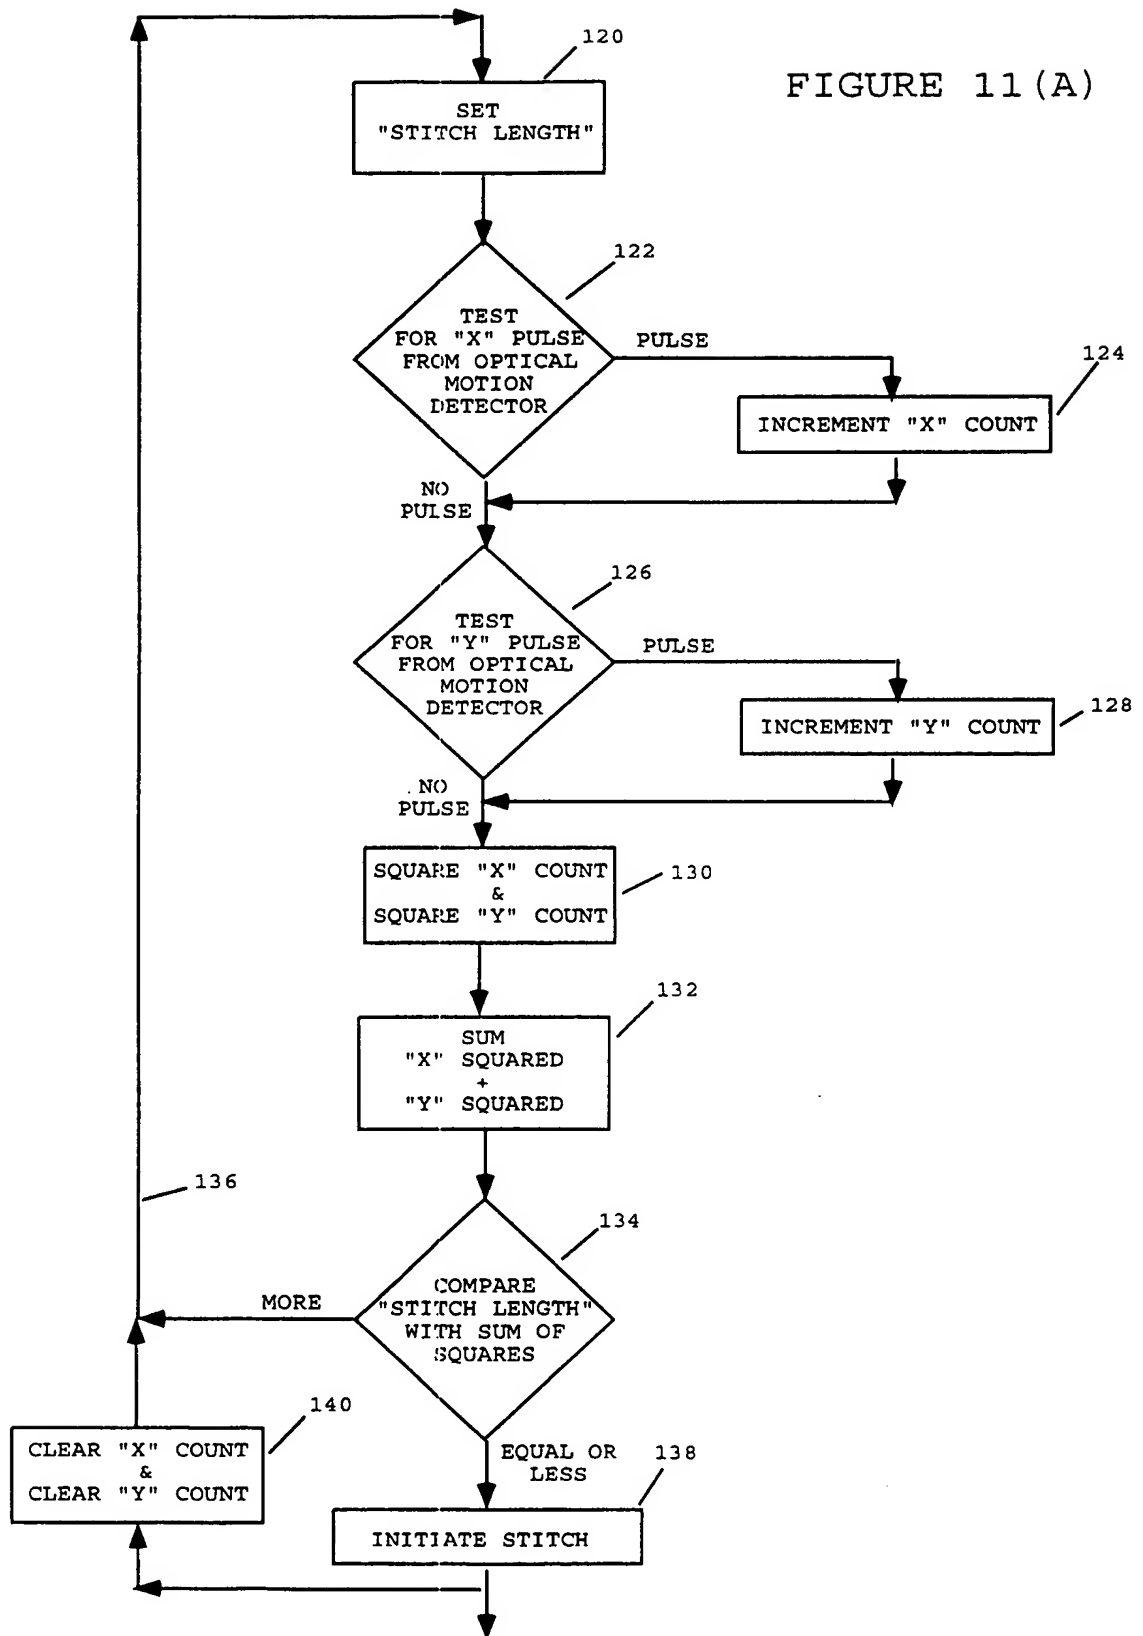 120
FIGURE 11(A)
SET
"STITCH LENGTH"
122
TEST
FOR "X" PULSE
FROM OPTICAL
MOTION
DETECTOR
PULSE
124
INCREMENT "X" COUNT
NO
PULSE
126
TEST
FOR "Y" PULSE
FROM OPTICAL
MOTION
DETECTOR
PULSE
128
INCREMENT "Y" COUNT
NO
PULSE
SQUARE "X" COUNT
&
SQUARE "Y" COUNT
130
132
SUM
"X" SQUARED
+
"Y" SQUARED
136
134
COMPARE
"STITCH LENGTH"
WITH SUM OF
SQUARES
MORE
140
CLEAR "X" COUNT
&
CLEAR "Y" COUNT
EQUAL OR
LESS
138
INITIATE STITCH